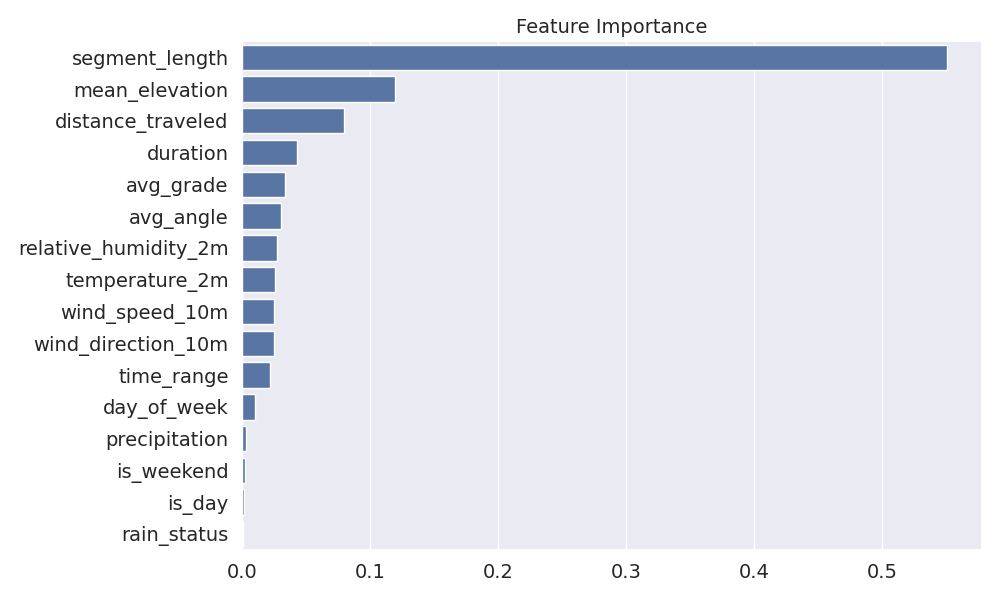 Feature Importance
segment_length
mean_elevation
distance_traveled
duration
avg_grade
avg_angle
relative_humidity_2m
temperature_2m
wind_speed_10m
wind_direction_10m
time_range
day_of_week
precipitation
is_weekend
is_day
rain_status
0.0 0.1 0.2 0.3 0.4 0.5